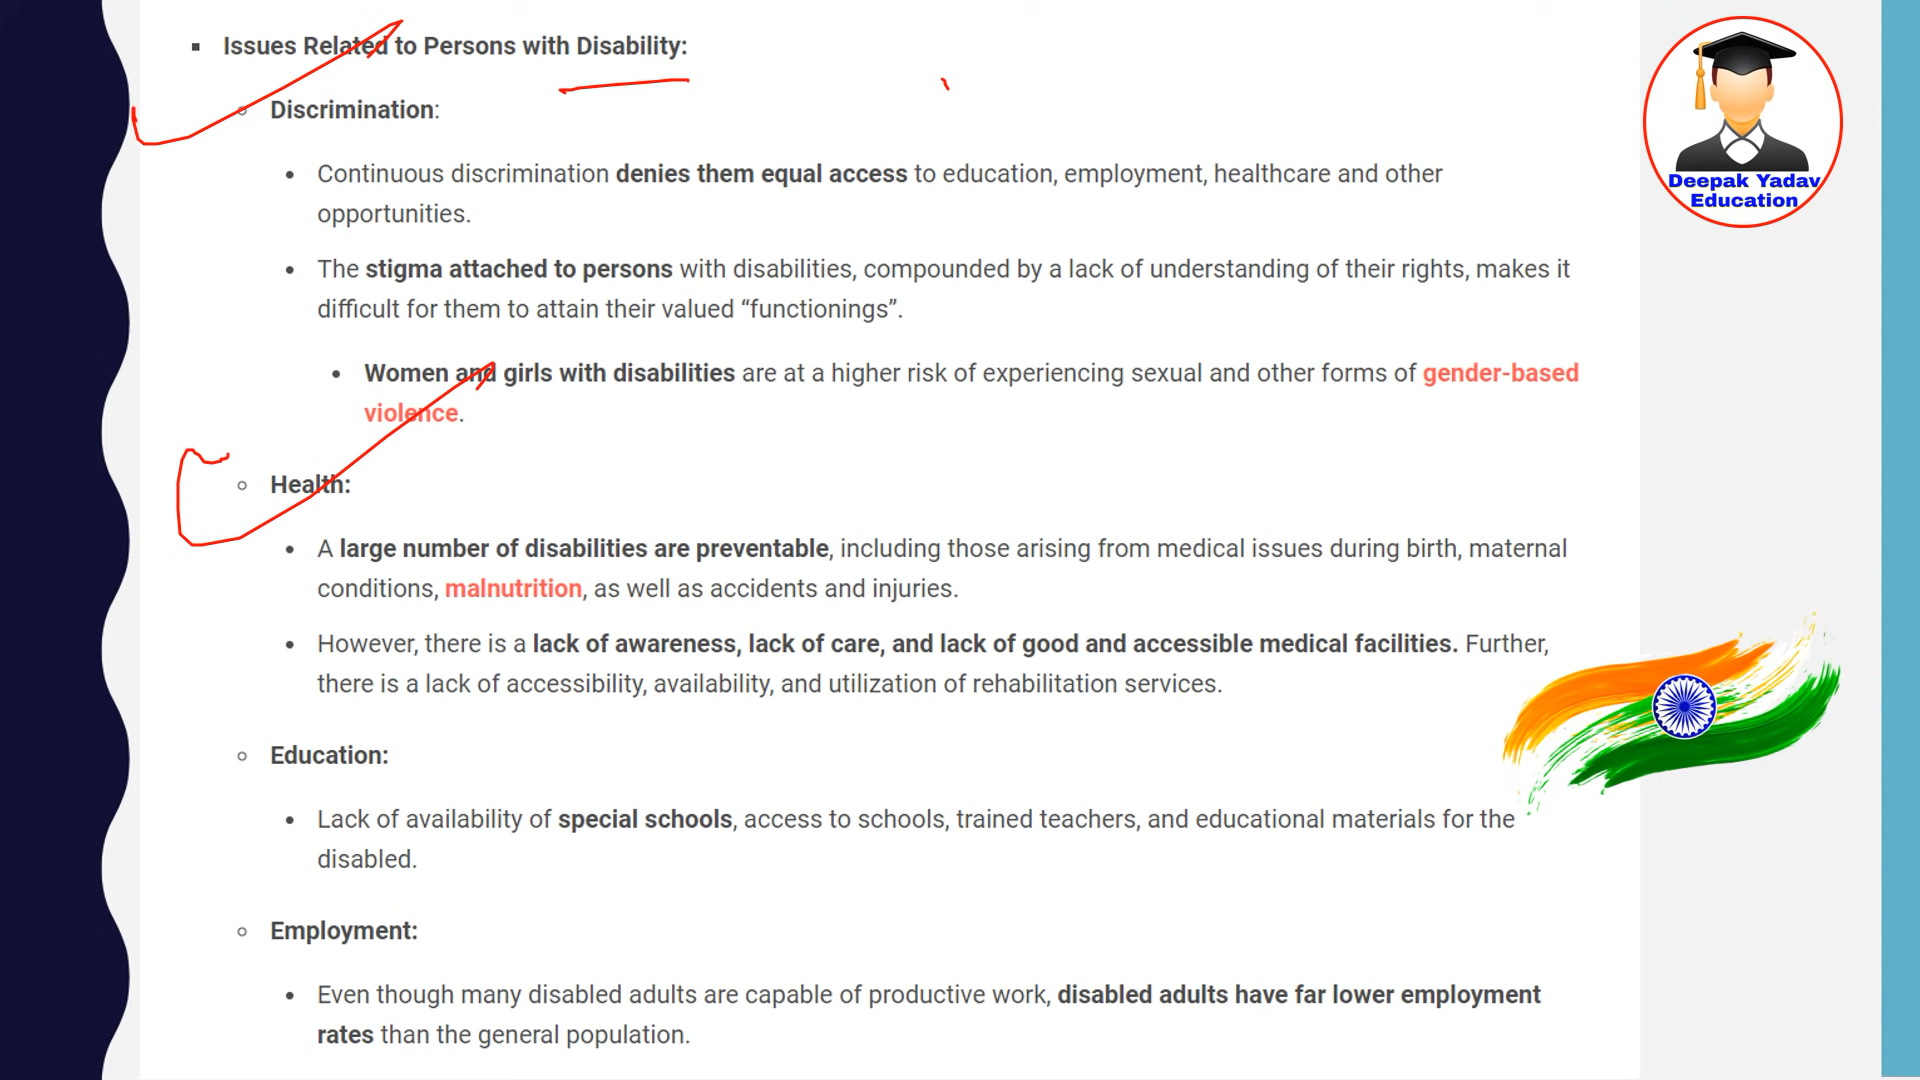 Issues Related to Persons with Disability:
Discrimination:
Continuous discrimination denies them equal access to education, employment, healthcare and other
opportunities.
The stigma attached to persons with disabilities, compounded by a lack of understanding of their rights, makes it
difficult for them to attain their valued “functionings”.
Women and girls with disabilities are at a higher risk of experiencing sexual and other forms of gender-based
violence.
Health:
A large number of disabilities are preventable, including those arising from medical issues during birth, maternal
conditions, malnutrition, as well as accidents and injuries.
However, there is a lack of awareness, lack of care, and lack of good and accessible medical facilities. Further,
there is a lack of accessibility, availability, and utilization of rehabilitation services.
Education:
Lack of availability of special schools, access to schools, trained teachers, and educational materials for the
disabled.
Employment:
Even though many disabled adults are capable of productive work, disabled adults have far lower employment
rates than the general population.
Deepak Yadav
Education